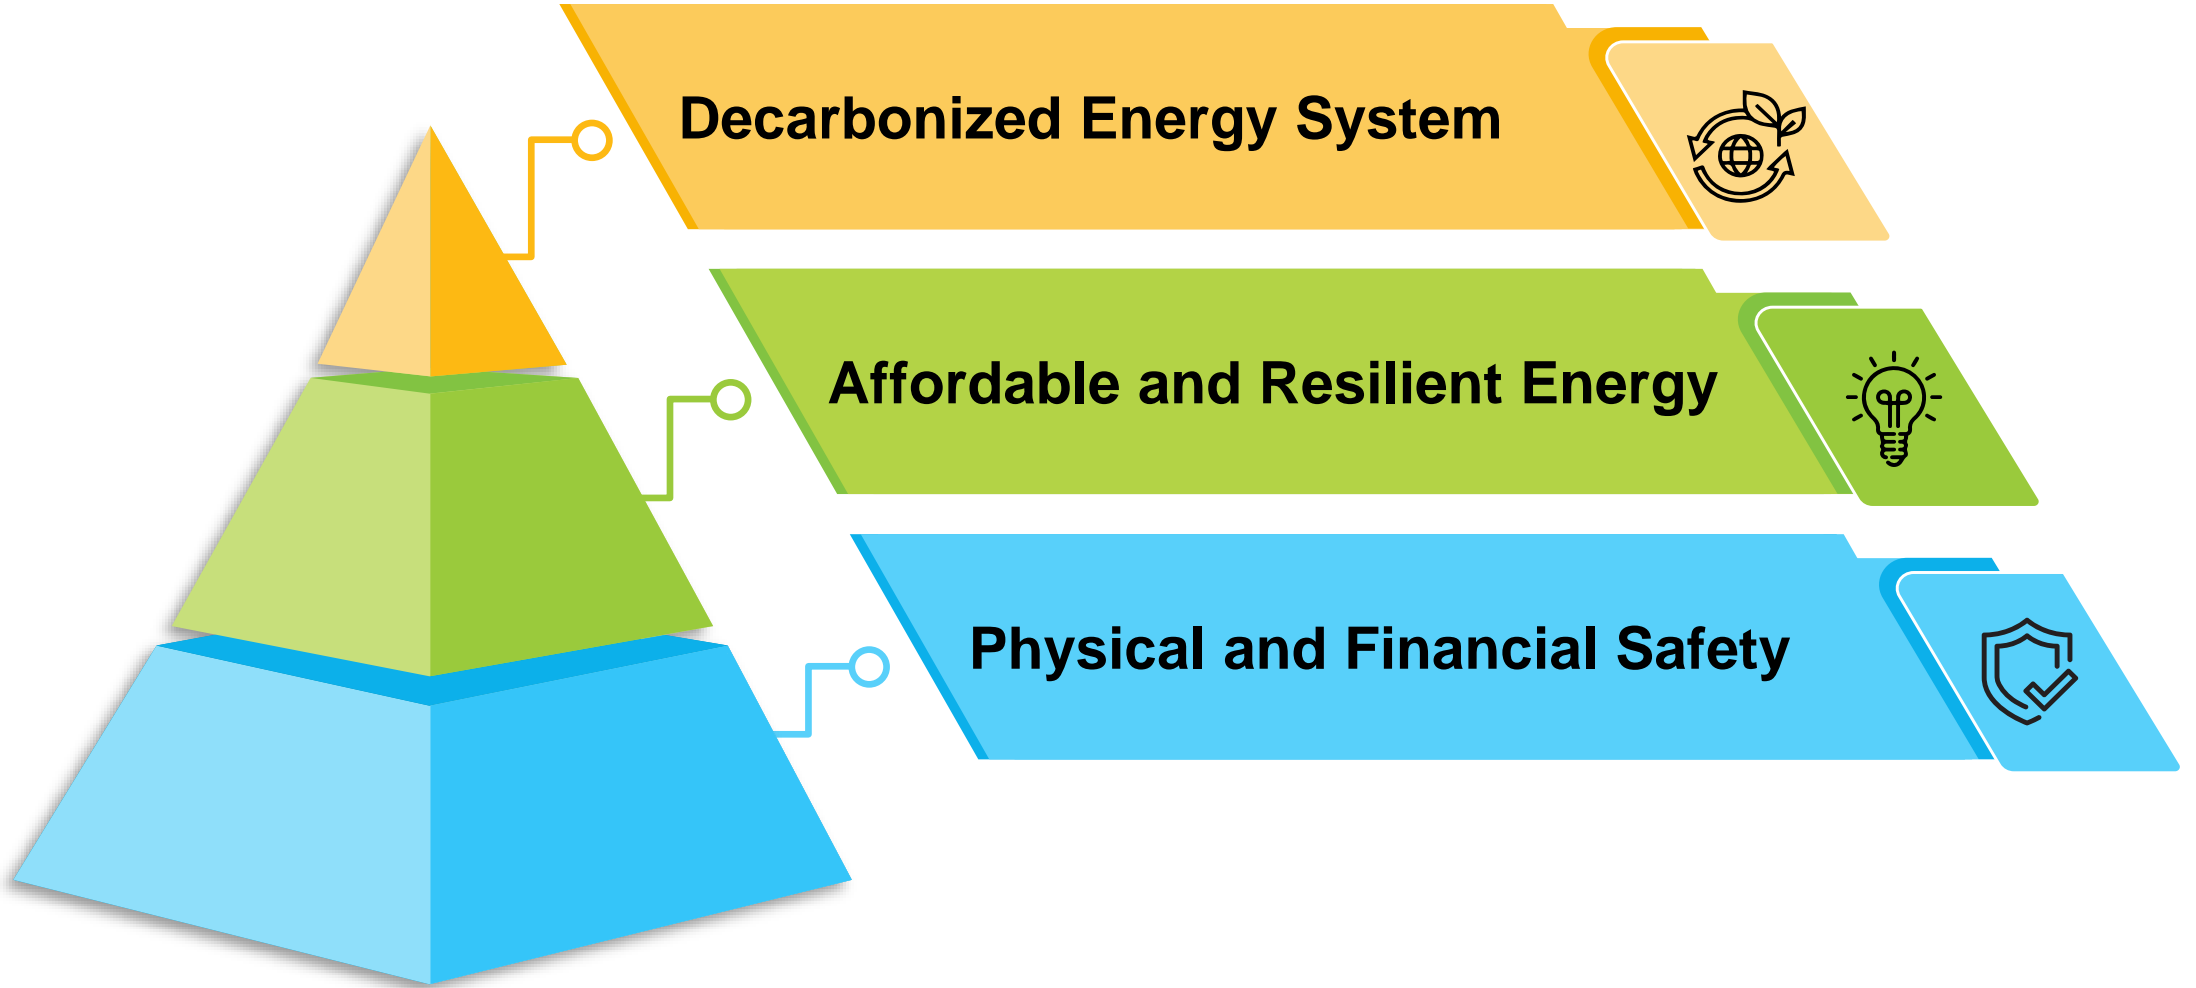 Decarbonized Energy System
Affordable and Resilient Energy
Physical and Financial Safety